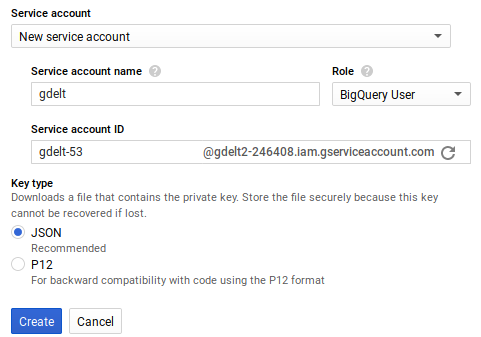 Service account
New service account
Service account name ? Role ?
gdelt BigQuery User
Service account ID
gdelt-53 @gdelt2-246408.iam.gserviceaccount.com
Key type
Downloads a file that contains the private key. Store the file securely because this key
cannot be recovered if lost.
JSON
Recommended
P12
For backward compatibility with code using the P12 format
Create Cancel